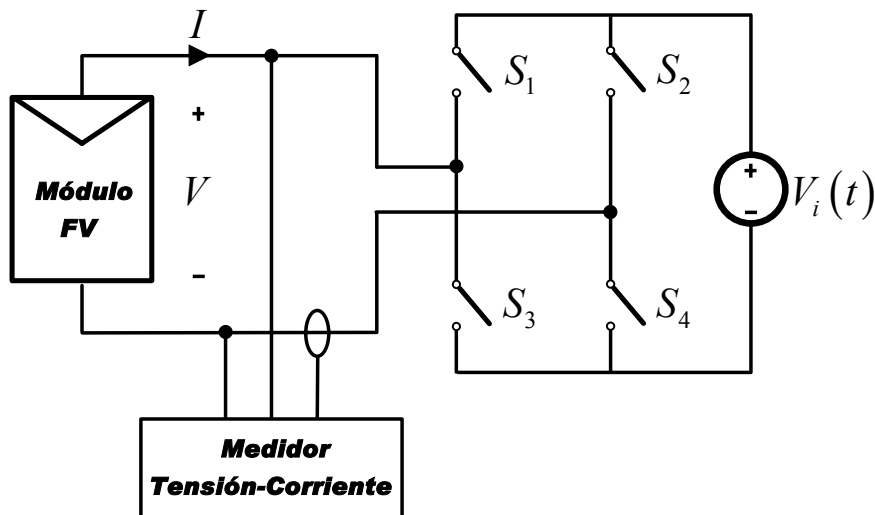 I
+
V
-
Módulo
FV
S1
S2
S3
S4
+
-
Vi(t)
Medidor
Tensión-Corriente